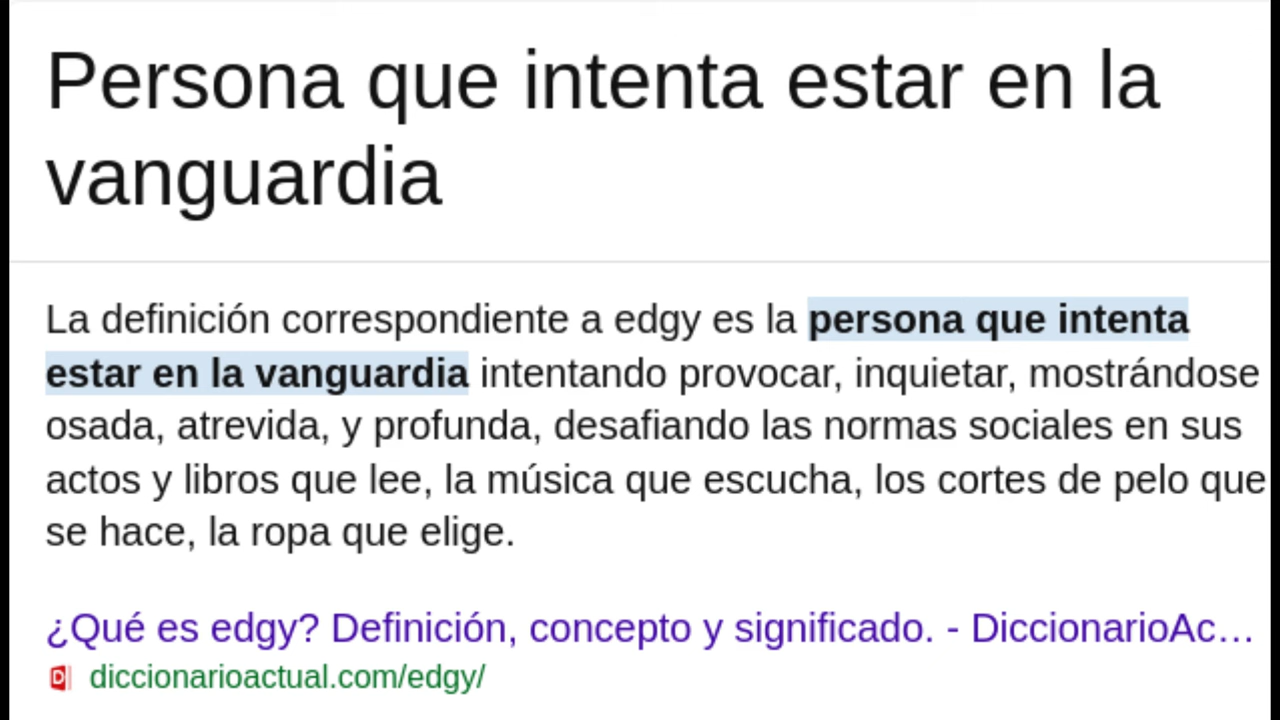 Persona que intenta estar en la
vanguardia
La definición correspondiente a edgy es la persona que intenta
estar en la vanguardia intentando provocar, inquietar, mostrándose
osada, atrevida, y profunda, desafiando las normas sociales en sus
actos y libros que lee, la música que escucha, los cortes de pelo que
se hace, la ropa que elige.
¿Qué es edgy? Definición, concepto y significado. - DiccionarioAc...
diccionarioactual.com/edgy/